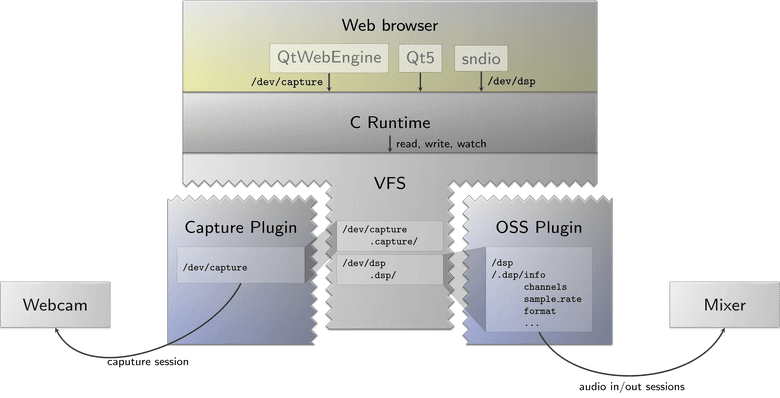 Web browser
QtWebEngine
Qt5
sndio
/dev/capture
/dev/dsp
C Runtime
read, write, watch
VFS
Capture Plugin
/dev/capture
/dev/capture
.capture/
/dev/dsp
.dsp/
OSS Plugin
/dsp
/.dsp/info
channels
sample_rate
format
...
Webcam
Mixer
caputure session
audio in/out sessions